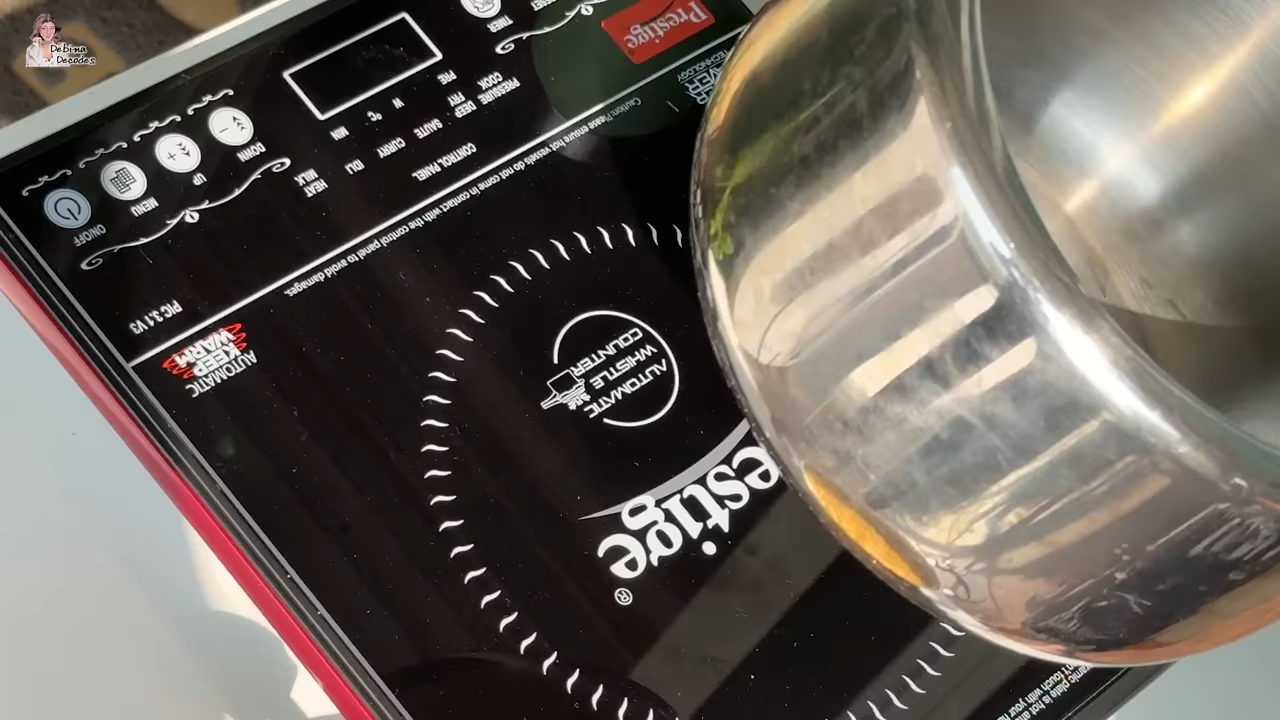 Debina
Decades
Prestige
TECHNOLOGY
TIMER
PRESSURE COOK
DEEP FRY
SAUTE
CURRY
IDLI
HEAT MILK
PRE
W
°C
MIN
CONTROL PANEL
DOWN
UP
MENU
ON/OFF
Caution: Please ensure hot vessels do not come in contact with the control panel to avoid damages.
PIC 3.1 V3
AUTOMATIC
KEEP
WARM
AUTOMATIC
WHISTLE
COUNTER
estige
®